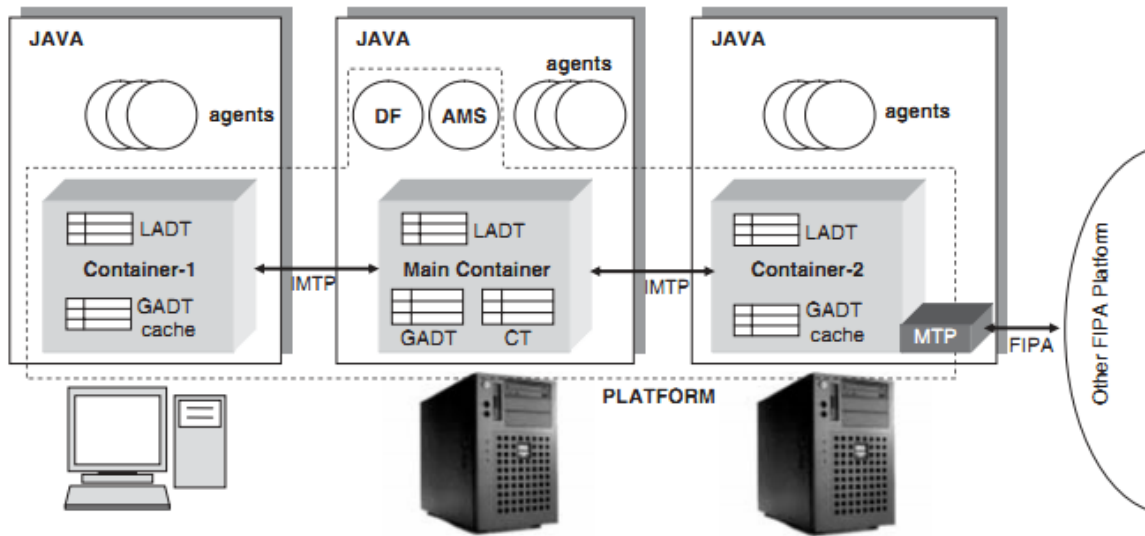 JAVA
agents
LADT
Container-1
GADT
cache
IMTP
JAVA
agents
DF
AMS
LADT
Main Container
GADT
CT
IMTP
JAVA
agents
LADT
Container-2
GADT
cache
MTP
FIPA
PLATFORM
Other FIPA Platform